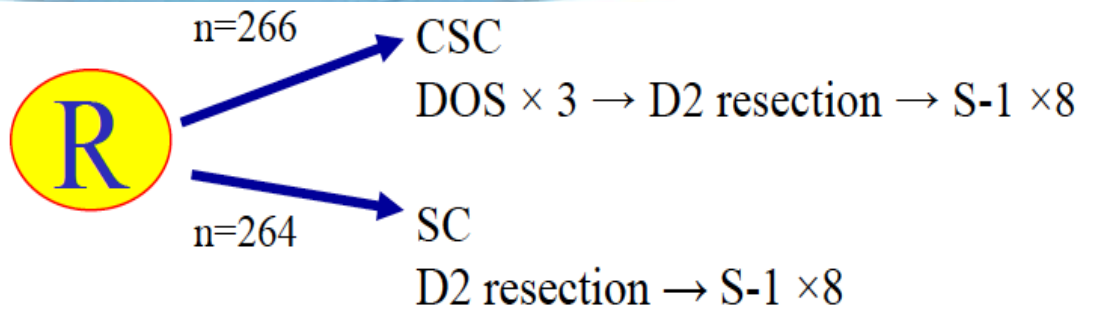 n=266
CSC
DOS × 3 → D2 resection → S-1 ×8
R
n=264
SC
D2 resection → S-1 ×8